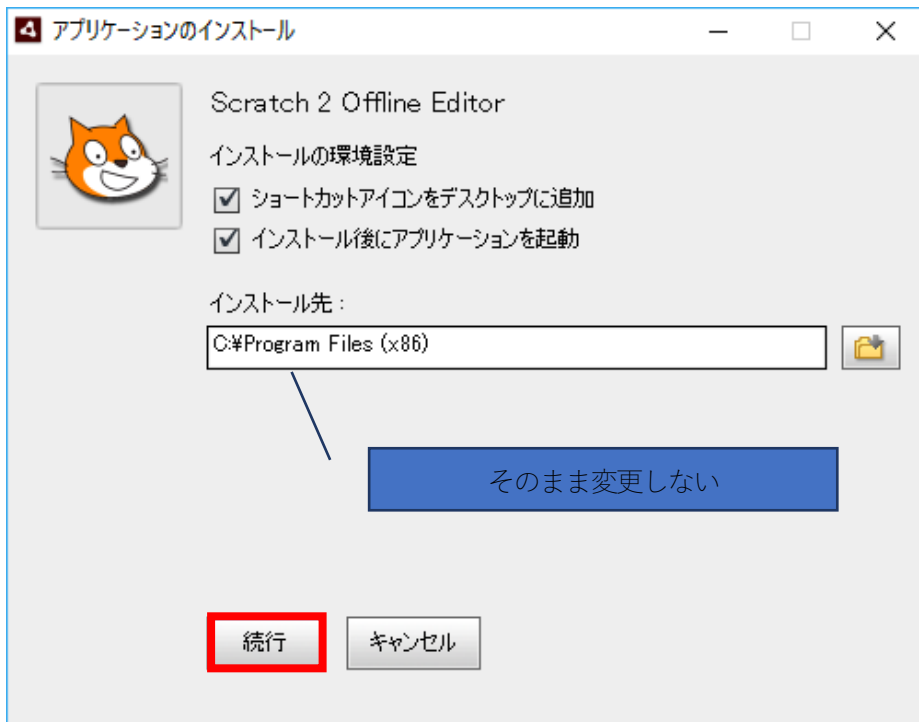 アプリケーションのインストール
Scratch 2 Offline Editor
インストールの環境設定
ショートカットアイコンをデスクトップに追加
インストール後にアプリケーションを起動
インストール先：
C:¥Program Files (x86)
そのまま変更しない
続行
キャンセル